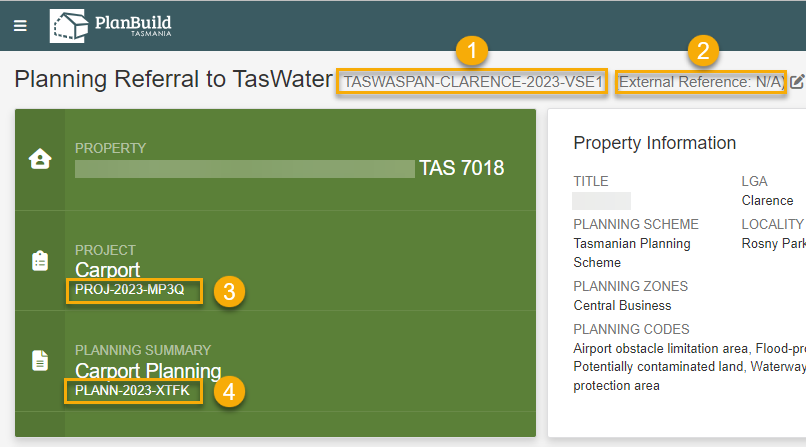 PlanBuild
TASMANIA
1
2
Planning Referral to TasWater TASWASPAN-CLARENCE-2023-VSE1 External Reference: N/A)
PROPERTY
TAS 7018
PROJECT
Carport
PROJ-2023-MP3Q
3
PLANNING SUMMARY
Carport Planning
PLANN-2023-XTFK
4
Property Information
TITLE
LGA
Clarence
PLANNING SCHEME
LOCALITY
Tasmanian Planning
Scheme
Rosny Park
PLANNING ZONES
Central Business
PLANNING CODES
Airport obstacle limitation area, Flood-pro
Potentially contaminated land, Waterway
protection area